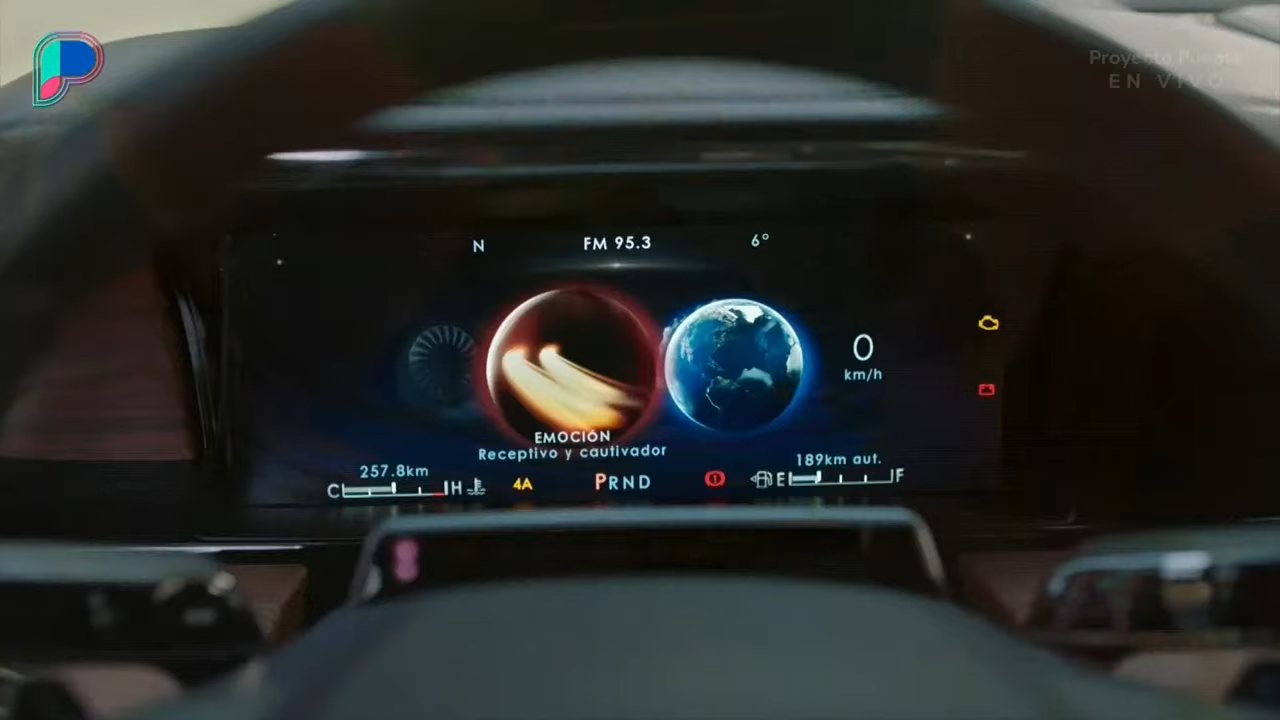 Proyecto Puente
EN VIVO
N
FM 95.3
6°
0
km/h
EMOCIÓN
Receptivo y cautivador
257.8km
189km aut.
C H
4A
PRND
E F